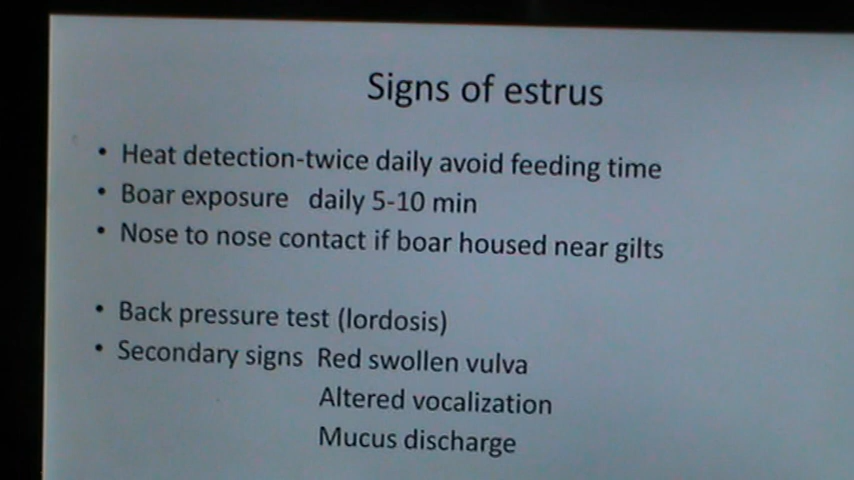 Signs of estrus
• Heat detection-twice daily avoid feeding time
• Boar exposure daily 5-10 min
• Nose to nose contact if boar housed near gilts
• Back pressure test (lordosis)
• Secondary signs Red swollen vulva
Altered vocalization
Mucus discharge